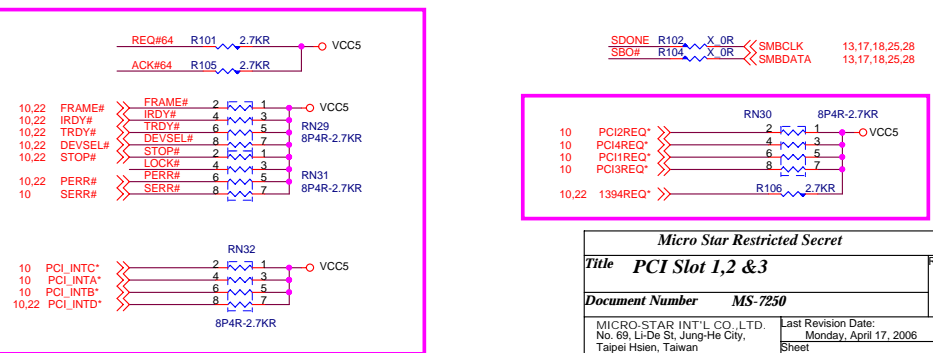 REQ#64 R101 2.7KR VCC5
ACK#64 R105 2.7KR
10,22 FRAME# FRAME# 2 1 VCC5
10,22 IRDY# IRDY# 4 3 RN29
10,22 TRDY# TRDY# 6 5 8P4R-2.7KR
10,22 DEVSEL# DEVSEL# 8 7
10,22 STOP# STOP# 2 1
LOCK# 4 3 RN31
10,22 PERR# PERR# 6 5 8P4R-2.7KR
10 SERR# SERR# 8 7
RN32
10 PCI_INTC* 2 1 VCC5
10 PCI_INTA* 4 3
10 PCI_INTB* 6 5
10,22 PCI_INTD* 8 7
8P4R-2.7KR
SDONE R102 X_0R SMBCLK 13,17,18,25,28
SBO# R104 X_0R SMBDATA 13,17,18,25,28
RN30 8P4R-2.7KR
10 PCI2REQ* 2 1 VCC5
10 PCI4REQ* 4 3
10 PCI1REQ* 6 5
10 PCI3REQ* 8 7
10,22 1394REQ* R106 2.7KR
Micro Star Restricted Secret
Title PCI Slot 1,2 &3
Document Number MS-7250
MICRO-STAR INT'L CO.,LTD.
No. 69, Li-De St, Jung-He City,
Taipei Hsien, Taiwan
Last Revision Date:
Monday, April 17, 2006
Sheet